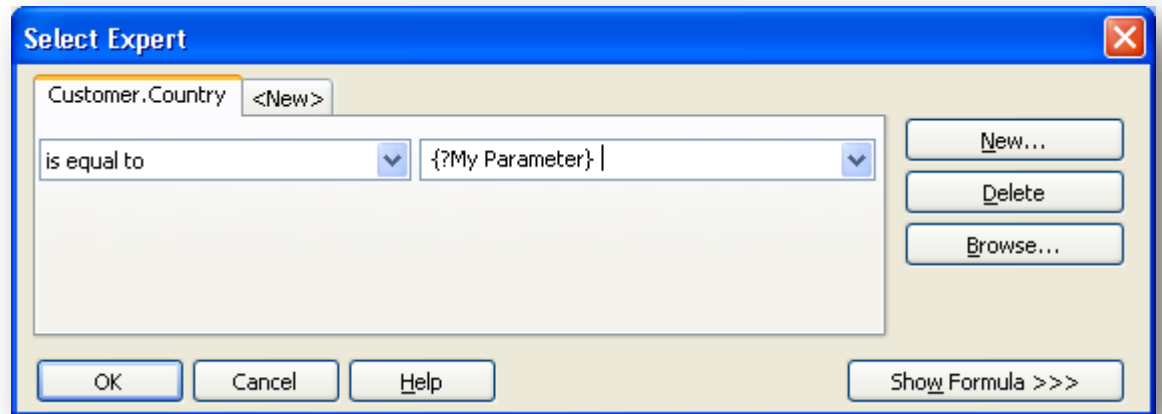 Select Expert
Customer.Country <New>
is equal to {?My Parameter}
New...
Delete
Browse...
OK Cancel Help Show Formula >>>